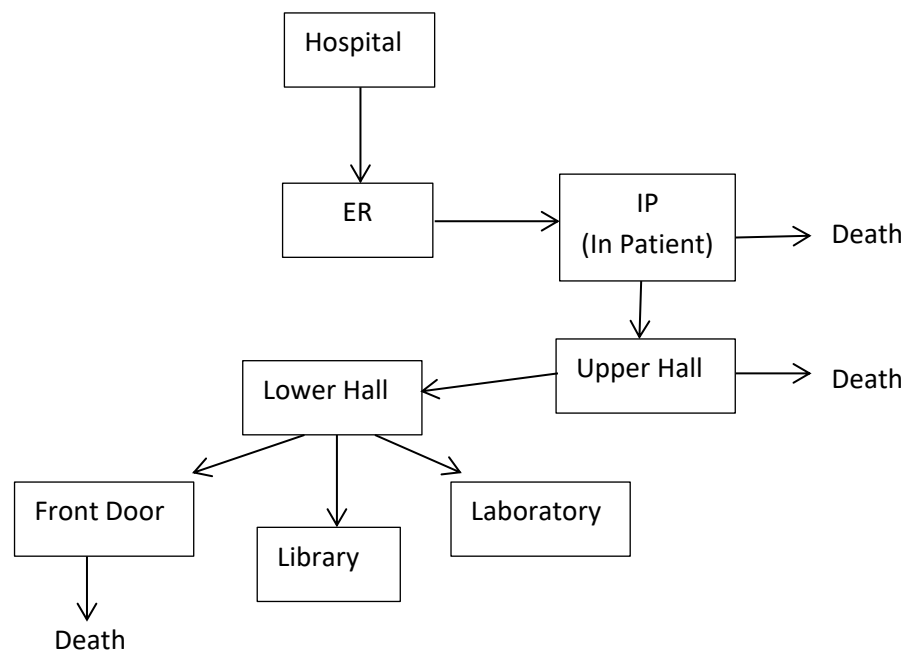 Hospital
ER
IP
(In Patient)
Death
Upper Hall
Death
Lower Hall
Front Door
Library
Laboratory
Death